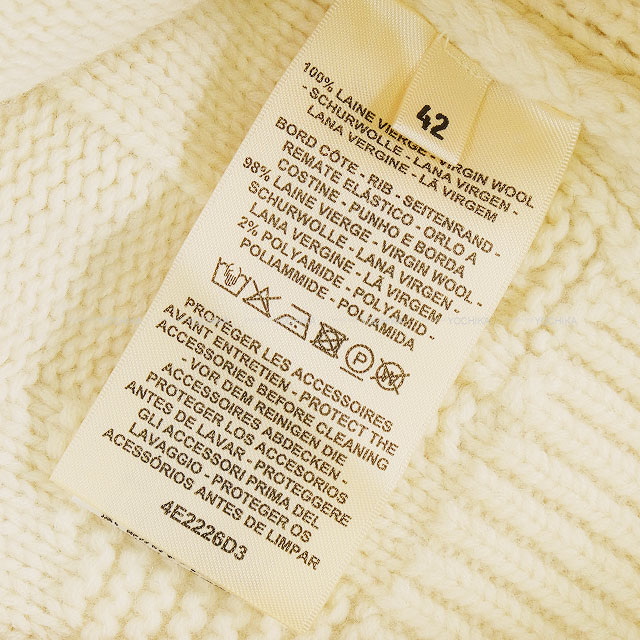 42
100% LAINE VIERGE - VIRGIN WOOL
- SCHURWOLLE - LANA VIRGEN -
LANA VERGINE - LÀ VIRGEM
BORD CÔTE - RIB - SEITENRAND -
REMATE ELÁSTICO - ORLO A
COSTINE - PUNHO E BORDA
98% LAINE VIERGE - VIRGIN WOOL -
SCHURWOLLE - LANA VIRGEN -
LANA VERGINE - LÀ VIRGEM
2% POLYAMIDE - POLYAMID -
POLIAMMIDE - POLIAMIDA
P
PROTÉGER LES ACCESSOIRES
AVANT ENTRETIEN - PROTECT THE
ACCESSORIES BEFORE CLEANING
- VOR DEM REINIGEN DIE
ACCESSOIRES ABDECKEN -
PROTEGER LOS ACCESORIOS
ANTES DE LAVAR - PROTEGGERE
GLI ACCESSORI PRIMA DEL
LAVAGGIO - PROTEGER OS
ACESSÓRIOS ANTES DE LIMPAR
4E2226D3